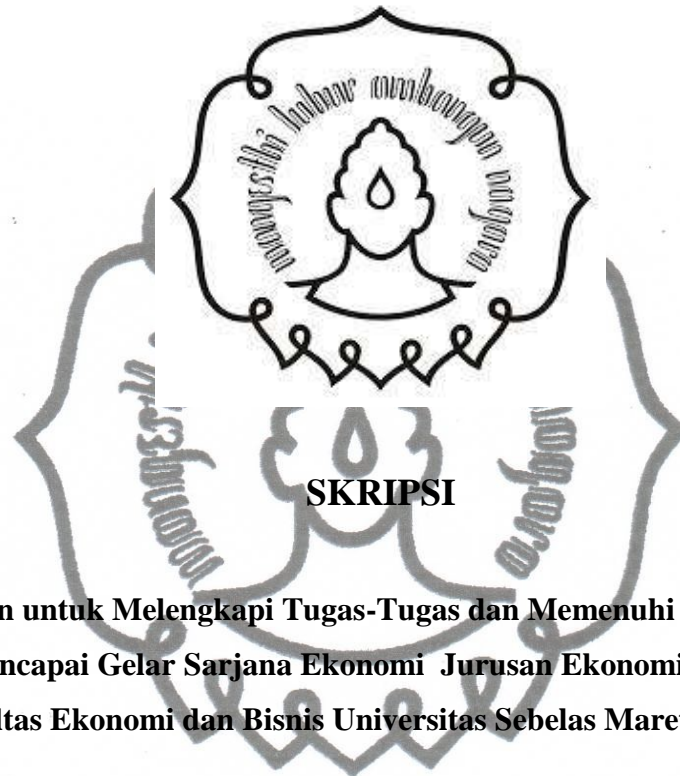 mangesthi luhur ambangun nagara
SKRIPSI
n untuk Melengkapi Tugas-Tugas dan Memenuhi
ncapai Gelar Sarjana Ekonomi Jurusan Ekonomi
ltas Ekonomi dan Bisnis Universitas Sebelas Maret